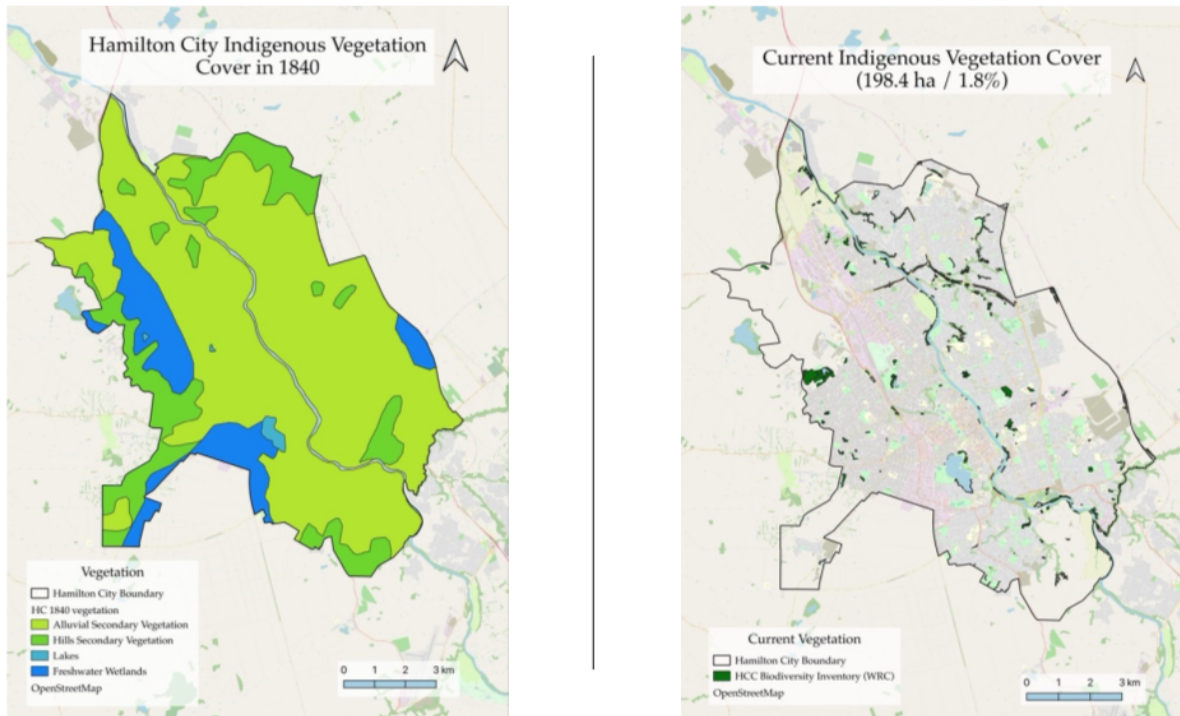 Hamilton City Indigenous Vegetation
Cover in 1840
Vegetation
Hamilton City Boundary
HC 1840 vegetation
Alluvial Secondary Vegetation
Hills Secondary Vegetation
Lakes
Freshwater Wetlands
OpenStreetMap
0 1 2 3 km
Current Indigenous Vegetation Cover
(198.4 ha / 1.8%)
Current Vegetation
Hamilton City Boundary
HCC Biodiversity Inventory (WRC)
OpenStreetMap
0 1 2 3 km